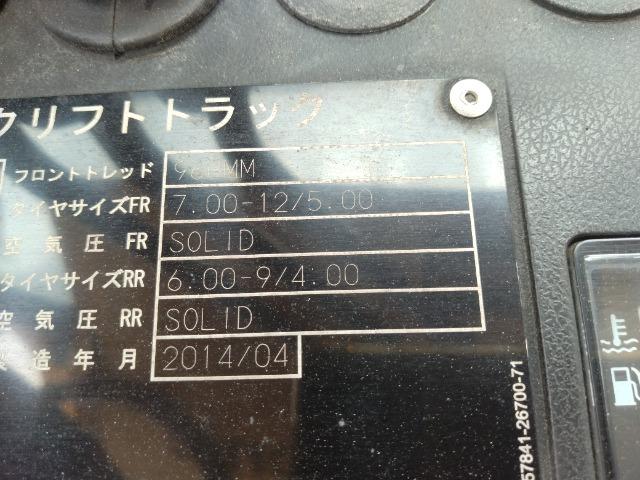 クリフトトラック
フロントトレッド MM
タイヤサイズFR 7.00-12/5.00
空気圧 FR SOLID
タイヤサイズRR 6.00-9/4.00
空気圧 RR SOLID
製造年月 2014/04
57841-26700-71